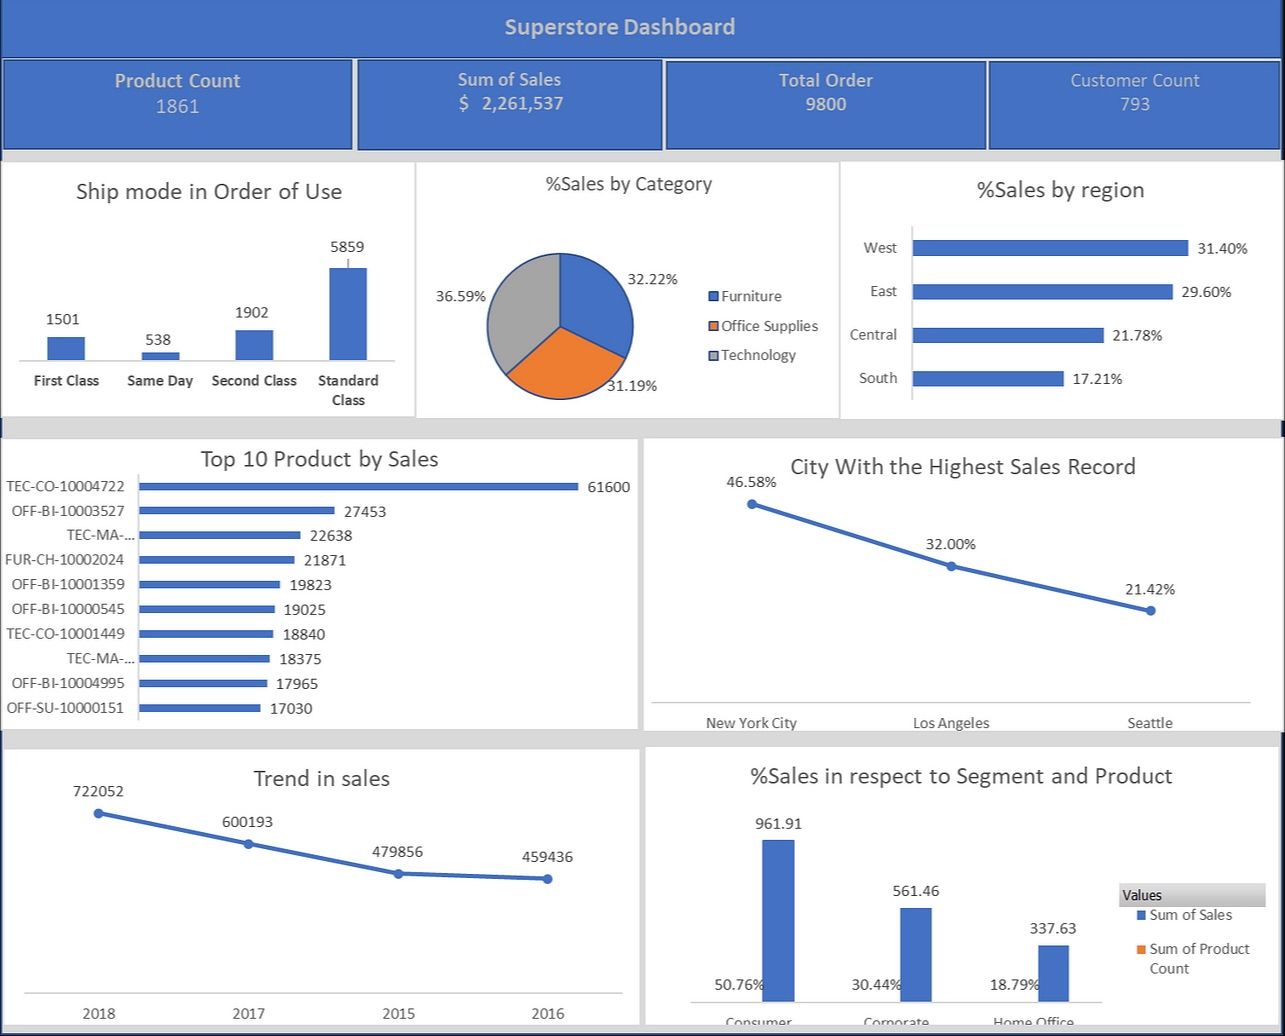 Superstore Dashboard
Product Count
1861
Sum of Sales
$ 2,261,537
Total Order
9800
Customer Count
793
Ship mode in Order of Use
1501
538
1902
5859
First Class
Same Day
Second Class
Standard
Class
%Sales by Category
32.22%
36.59%
31.19%
Furniture
Office Supplies
Technology
%Sales by region
West 31.40%
East 29.60%
Central 21.78%
South 17.21%
Top 10 Product by Sales
TEC-CO-10004722 61600
OFF-BI-10003527 27453
TEC-MA-... 22638
FUR-CH-10002024 21871
OFF-BI-10001359 19823
OFF-BI-10000545 19025
TEC-CO-10001449 18840
TEC-MA-... 18375
OFF-BI-10004995 17965
OFF-SU-10000151 17030
City With the Highest Sales Record
46.58%
32.00%
21.42%
New York City
Los Angeles
Seattle
Trend in sales
722052
600193
479856
459436
2018
2017
2015
2016
%Sales in respect to Segment and Product
961.91
561.46
337.63
50.76%
30.44%
18.79%
Consumer
Corporate
Home Office
Values
Sum of Sales
Sum of Product
Count